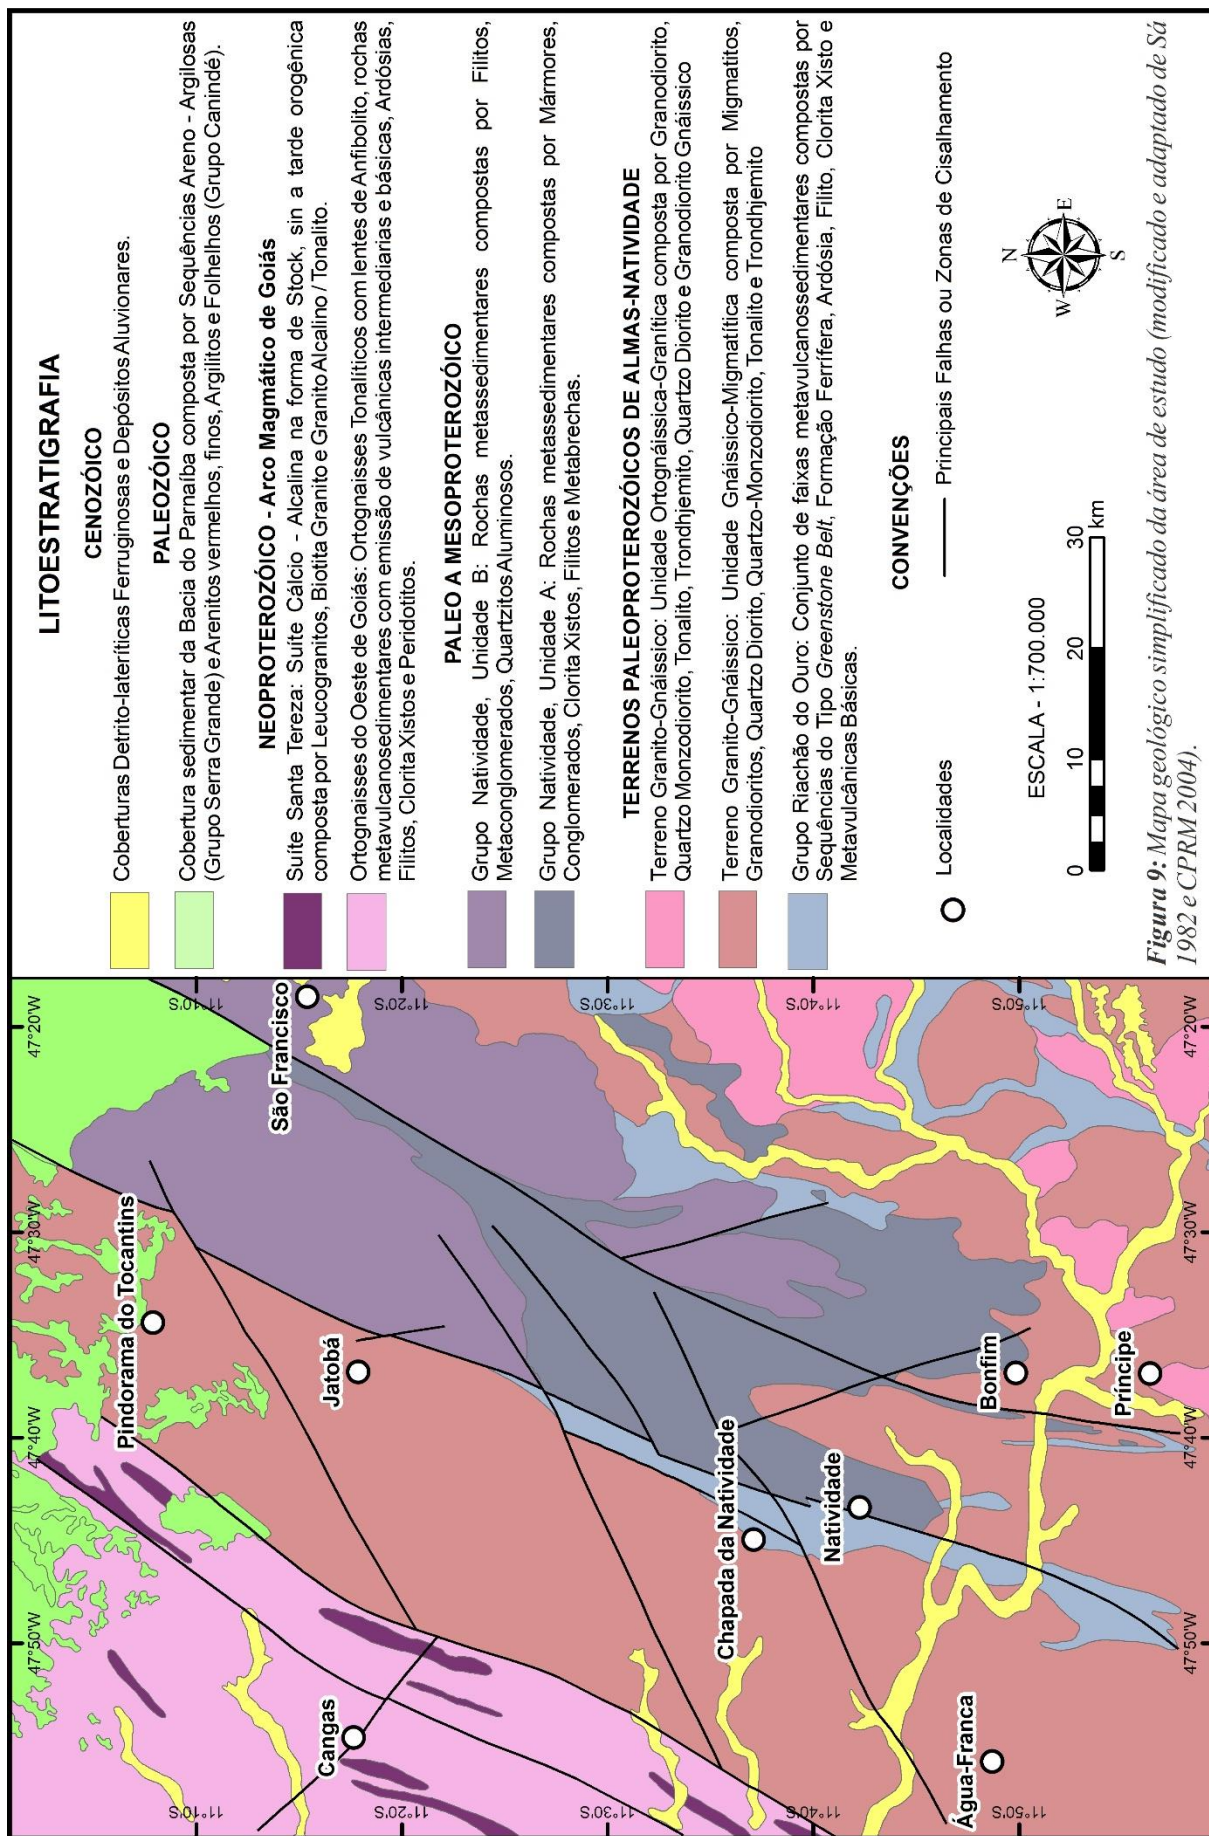 LITOESTRATIGRAFIA
CENOZÓICO
Coberturas Detrito-lateríticas Ferruginosas e Depósitos Aluvionares.
PALEOZÓICO
Cobertura sedimentar da Bacia do Parnaíba composta por Sequências Areno - Argilosas
(Grupo Serra Grande) e Arenitos vermelhos, finos, Argilitos e Folhelhos (Grupo Canindé).
NEOPROTEROZÓICO - Arco Magmático de Goiás
Suíte Santa Tereza: Suíte Cálcio - Alcalina na forma de Stock, sin a tarde orogênica
composta por Leucogranitos, Biotita Granito e Granito Alcalino / Tonalito.
Ortognaisses do Oeste de Goiás: Ortognaisses Tonalíticos com lentes de Anfibolito, rochas
metavulcanosedimentares com emissão de vulcânicas intermediarias e básicas, Ardósias,
Filitos, Clorita Xistos e Peridotitos.
PALEO A MESOPROTEROZÓICO
Grupo Natividade, Unidade B: Rochas metassedimentares compostas por Filitos,
Metaconglomerados, Quartzitos Aluminosos.
Grupo Natividade, Unidade A: Rochas metassedimentares compostas por Mármores,
Conglomerados, Clorita Xistos, Filitos e Metabrechas.
TERRENOS PALEOPROTEROZÓICOS DE ALMAS-NATIVIDADE
Terreno Granito-Gnáissico: Unidade Ortognáissica-Granítica composta por Granodiorito,
Quartzo Monzodiorito, Tonalito, Trondhjemito, Quartzo Diorito e Granodiorito Gnáissico
Terreno Granito-Gnáissico: Unidade Gnáissico-Migmatítica composta por Migmatitos,
Granodioritos, Quartzo Diorito, Quartzo-Monzodiorito, Tonalito e Trondhjemito
Grupo Riachão do Ouro: Conjunto de faixas metavulcanossedimentares compostas por
Sequências do Tipo Greenstone Belt, Formação Ferrífera, Ardósia, Filito, Clorita Xisto e
Metavulcânicas Básicas.
CONVENÇÕES
Localidades
Principais Falhas ou Zonas de Cisalhamento
ESCALA - 1:700.000
0 10 20 30
km
N
W E
S
Figura 9: Mapa geológico simplificado da área de estudo (modificado e adaptado de Sá
1982 e CPRM 2004).
47°50'W 47°40'W 47°30'W 47°20'W
Pindorama do Tocantins
11°10'S 11°10'S
São Francisco
Cangas
Jatobá
11°20'S 11°20'S
11°30'S 11°30'S
Chapada da Natividade
11°40'S 11°40'S
Natividade
Água-Franca
Bonfim
11°50'S 11°50'S
Príncipe
47°50'W 47°40'W 47°30'W 47°20'W